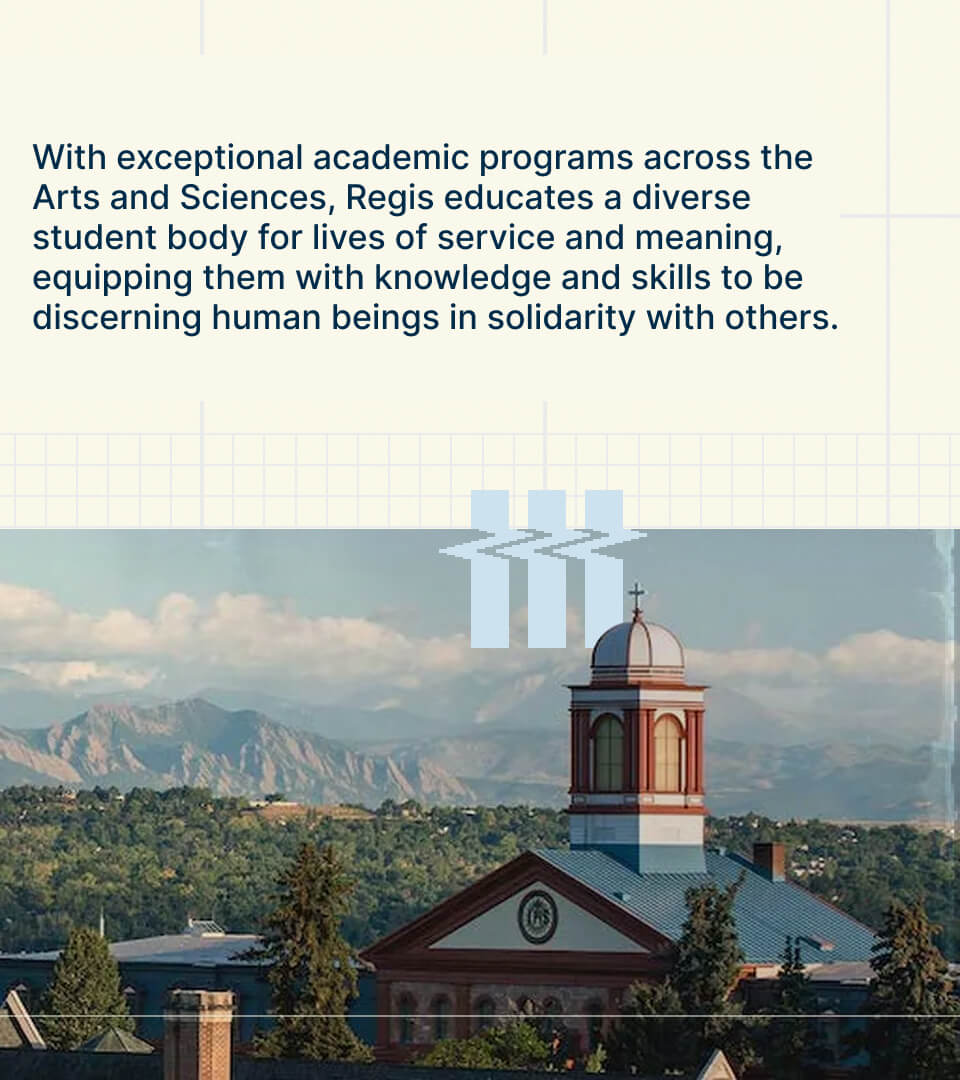 With exceptional academic programs across the
Arts and Sciences, Regis educates a diverse
student body for lives of service and meaning,
equipping them with knowledge and skills to be
discerning human beings in solidarity with others.
IHS